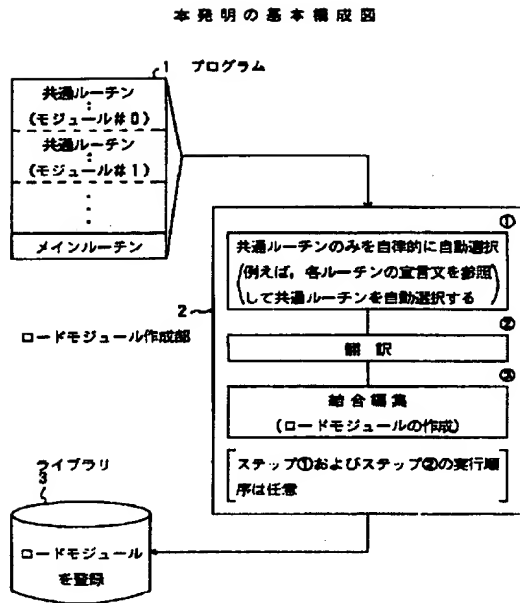 本発明の基本構成図
1 プログラム
共通ルーチン
(モジュール#0)
共通ルーチン
(モジュール#1)
メインルーチン
①
共通ルーチンのみを自律的に自動選択
(例えば,各ルーチンの宣言文を参照
して共通ルーチンを自動選択する)
2
ロードモジュール作成部
②
翻訳
③
結合編集
(ロードモジュールの作成)
[ステップ①およびステップ②の実行順
序は任意]
ライブラリ
3
ロードモジュール
を登録